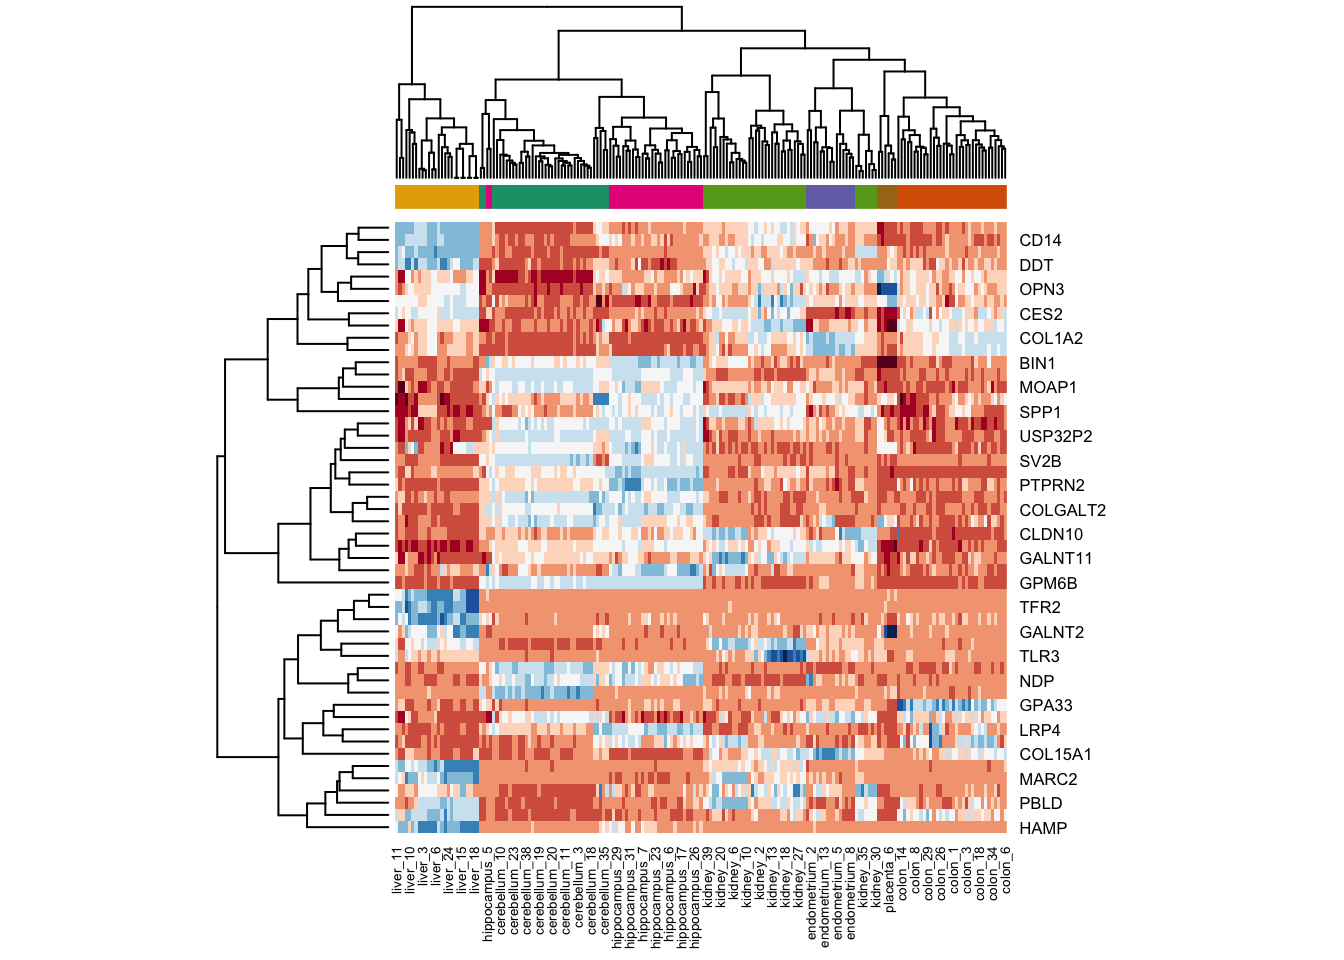 CD14
DDT
OPN3
CES2
COL1A2
BIN1
MOAP1
SPP1
USP32P2
SV2B
PTPRN2
COLGALT2
CLDN10
GALNT11
GPM6B
TFR2
GALNT2
TLR3
NDP
GPA33
LRP4
COL15A1
MARC2
PBLD
HAMP
liver_11
liver_10
liver_3
liver_6
liver_24
liver_15
liver_18
hippocampus_5
cerebellum_10
cerebellum_23
cerebellum_38
cerebellum_19
cerebellum_20
cerebellum_11
cerebellum_3
cerebellum_18
cerebellum_35
hippocampus_29
hippocampus_31
hippocampus_7
hippocampus_23
hippocampus_6
hippocampus_17
hippocampus_26
kidney_39
kidney_20
kidney_6
kidney_10
kidney_2
kidney_13
kidney_18
kidney_27
endometrium_2
endometrium_13
endometrium_5
endometrium_8
kidney_35
kidney_30
placenta_6
colon_14
colon_8
colon_29
colon_26
colon_1
colon_3
colon_18
colon_34
colon_6